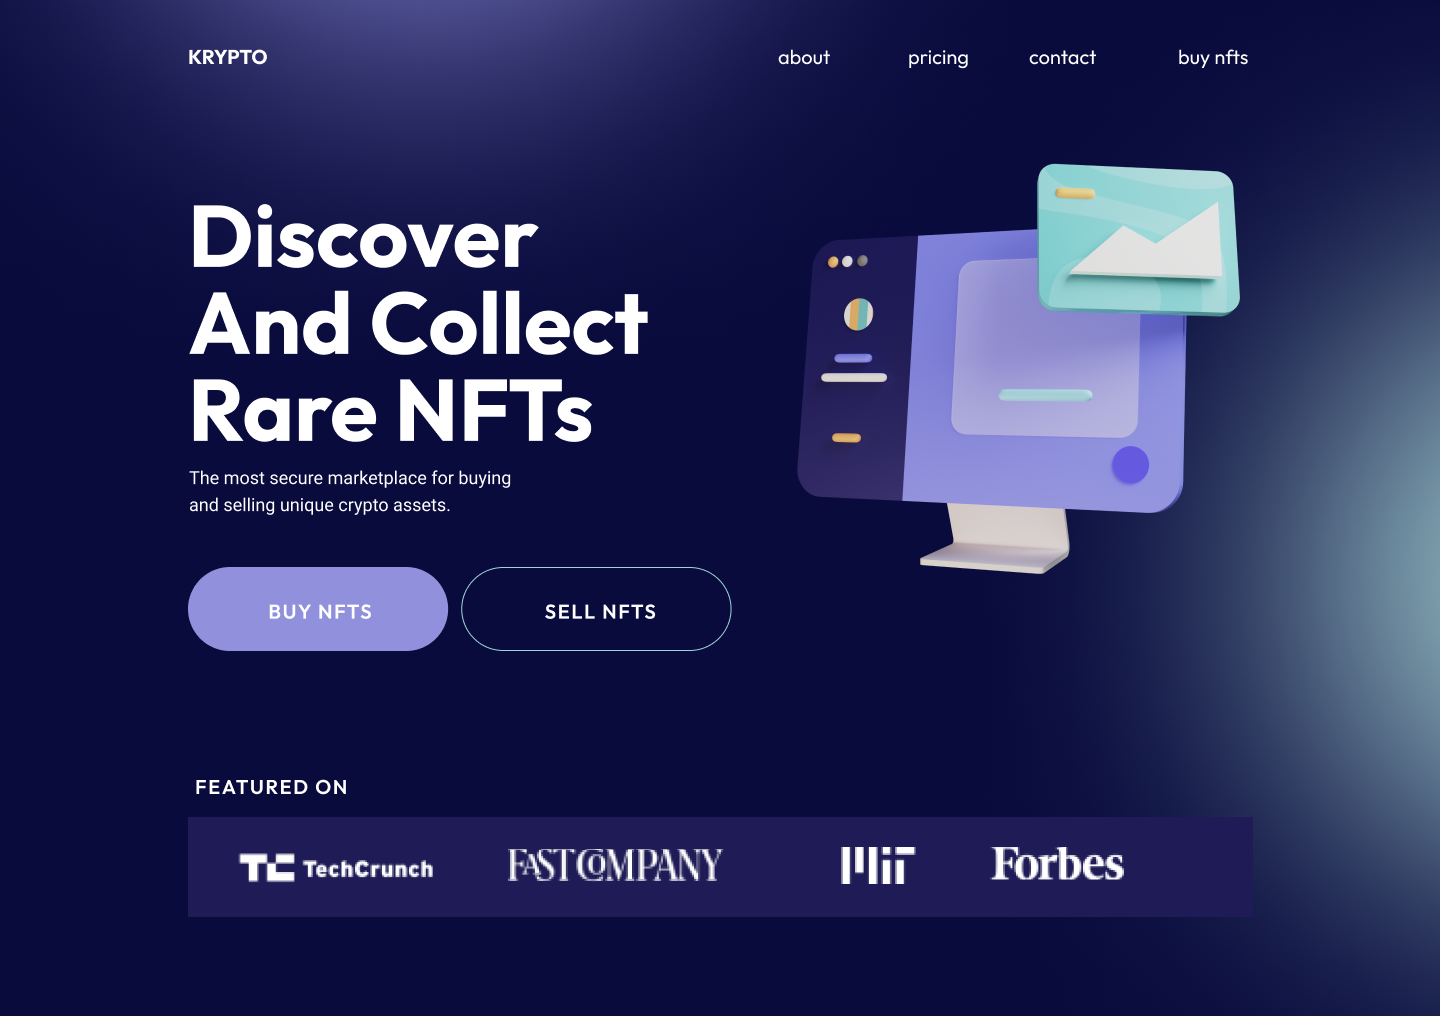 KRYPTO
about pricing contact buy nfts
Discover
And Collect
Rare NFTs
The most secure marketplace for buying
and selling unique crypto assets.
BUY NFTS SELL NFTS
FEATURED ON
TC TechCrunch FAST COMPANY MIT Forbes